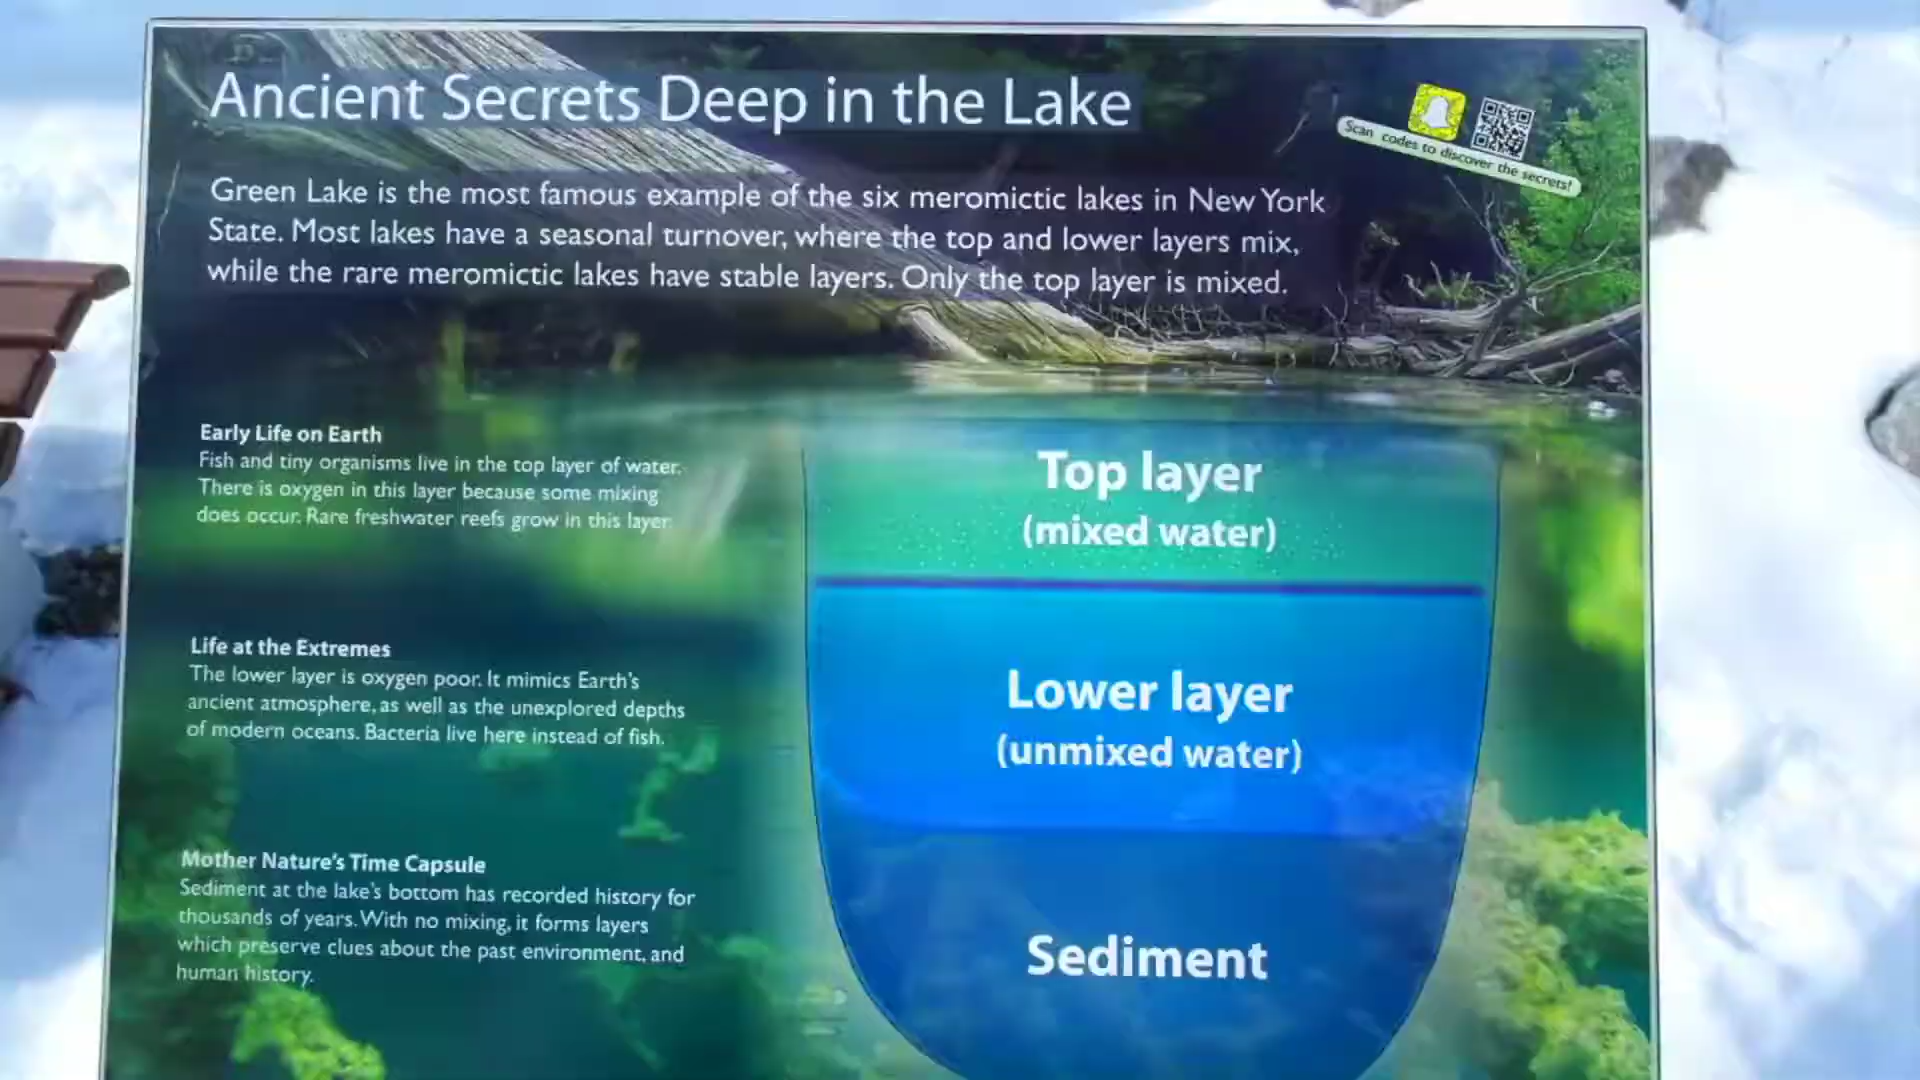 Ancient Secrets Deep in the Lake
Scan codes to discover the secrets!
Green Lake is the most famous example of the six meromictic lakes in New York
State. Most lakes have a seasonal turnover, where the top and lower layers mix,
while the rare meromictic lakes have stable layers. Only the top layer is mixed.
Early Life on Earth
Fish and tiny organisms live in the top layer of water.
There is oxygen in this layer because some mixing
does occur. Rare freshwater reefs grow in this layer.
Top layer
(mixed water)
Life at the Extremes
The lower layer is oxygen poor. It mimics Earth's
ancient atmosphere, as well as the unexplored depths
of modern oceans. Bacteria live here instead of fish.
Lower layer
(unmixed water)
Mother Nature's Time Capsule
Sediment at the lake's bottom has recorded history for
thousands of years. With no mixing, it forms layers
which preserve clues about the past environment, and
human history.
Sediment